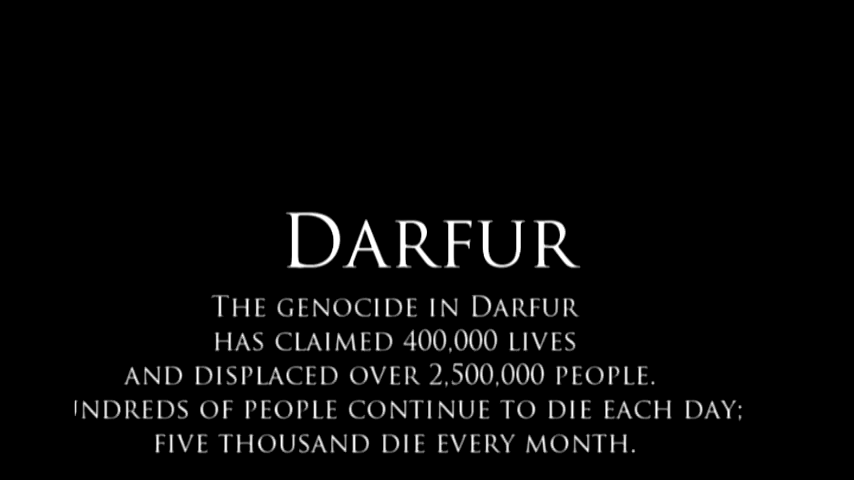 DARFUR
THE GENOCIDE IN DARFUR
HAS CLAIMED 400,000 LIVES
AND DISPLACED OVER 2,500,000 PEOPLE.
OF PEOPLE CONTINUE TO DIE EACH DAY;
FIVE THOUSAND DIE EVERY MONTH.